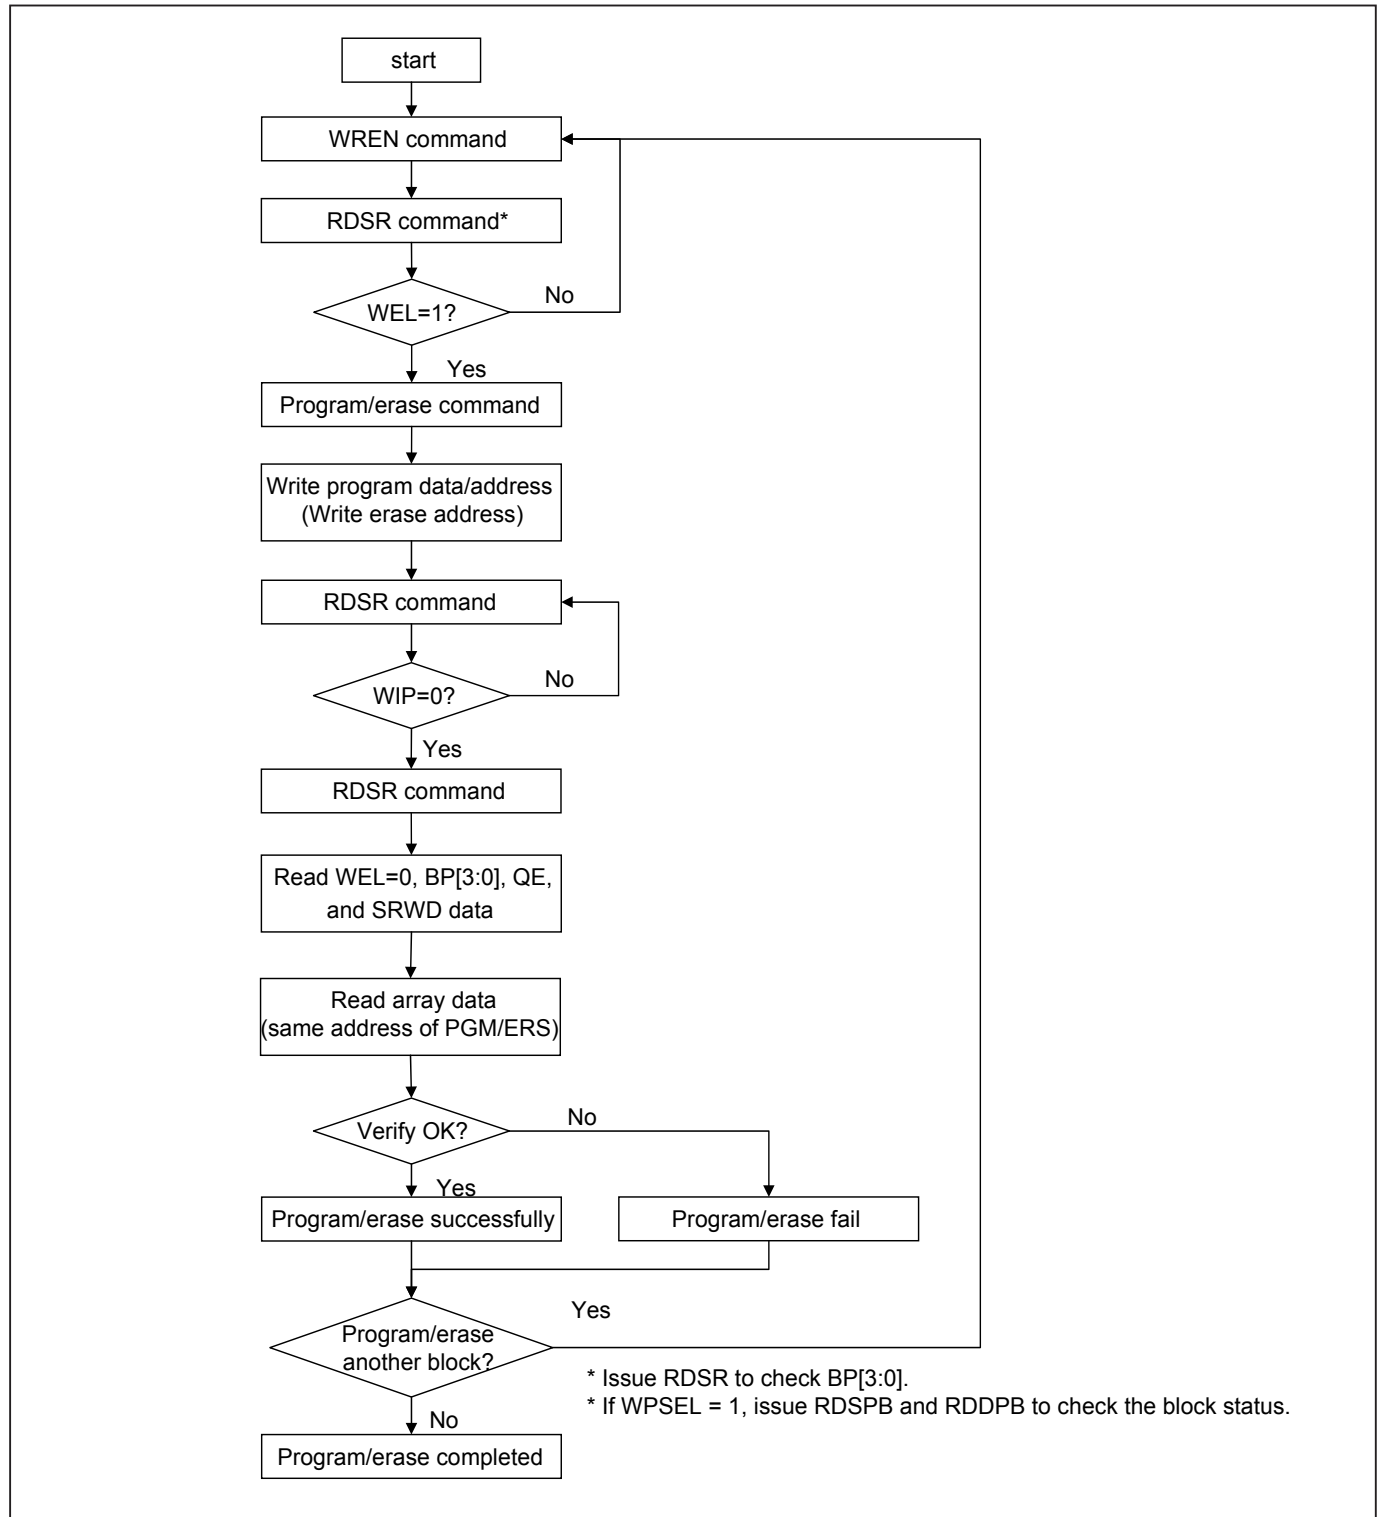 start
WREN command
RDSR command*
WEL=1?
No
Yes
Program/erase command
Write program data/address
(Write erase address)
RDSR command
WIP=0?
No
Yes
RDSR command
Read WEL=0, BP[3:0], QE,
and SRWD data
Read array data
(same address of PGM/ERS)
Verify OK?
No
Yes
Program/erase successfully
Program/erase fail
Program/erase
another block?
Yes
* Issue RDSR to check BP[3:0].
* If WPSEL = 1, issue RDSPB and RDDPB to check the block status.
No
Program/erase completed